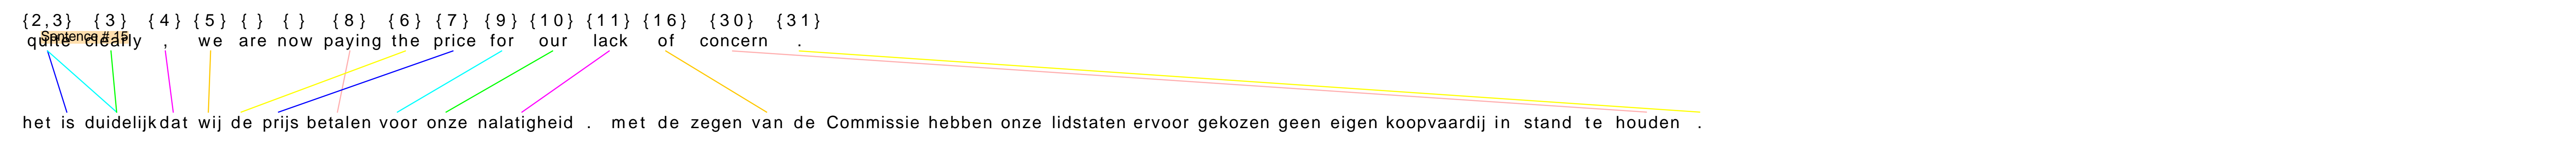 {2,3} {3} {4} {5} { } { } {8} {6} {7} {9} {10} {11} {16} {30} {31}
Sentence # 15
quite clearly , we are now paying the price for our lack of concern .
het is duidelijk dat wij de prijs betalen voor onze nalatigheid . met de zegen van de Commissie hebben onze lidstaten ervoor gekozen geen eigen koopvaardij in stand te houden .